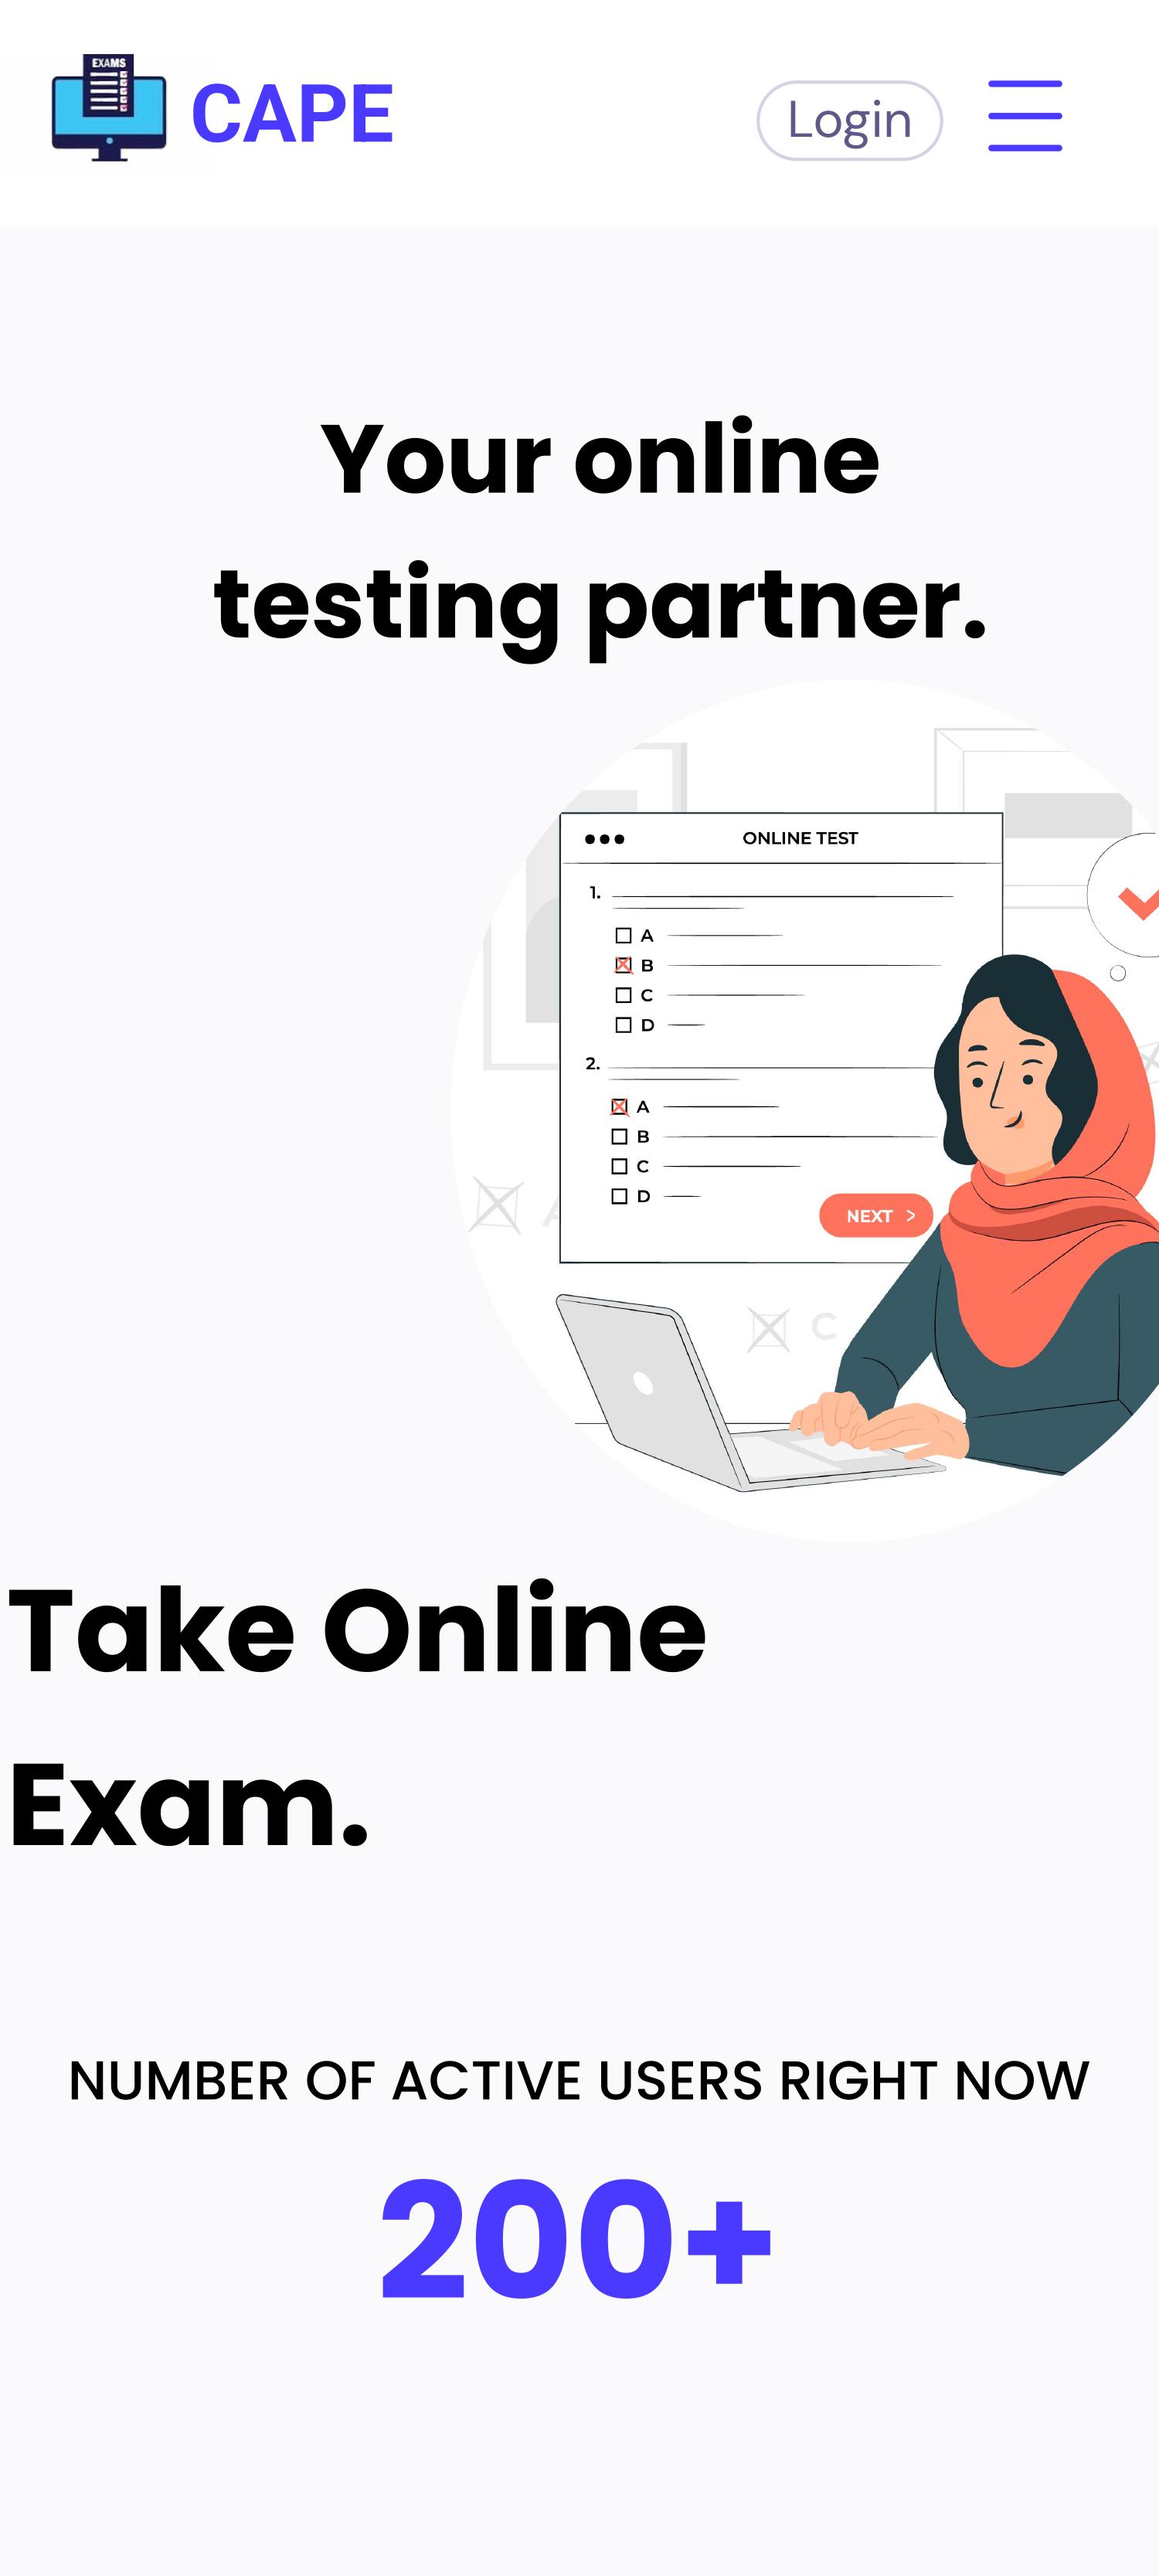 EXAMS
CAPE
Login
Your online
testing partner.
ONLINE TEST
1.
A
B
C
D
2.
A
B
C
D
NEXT >
A
C
Take Online
Exam.
NUMBER OF ACTIVE USERS RIGHT NOW
200+